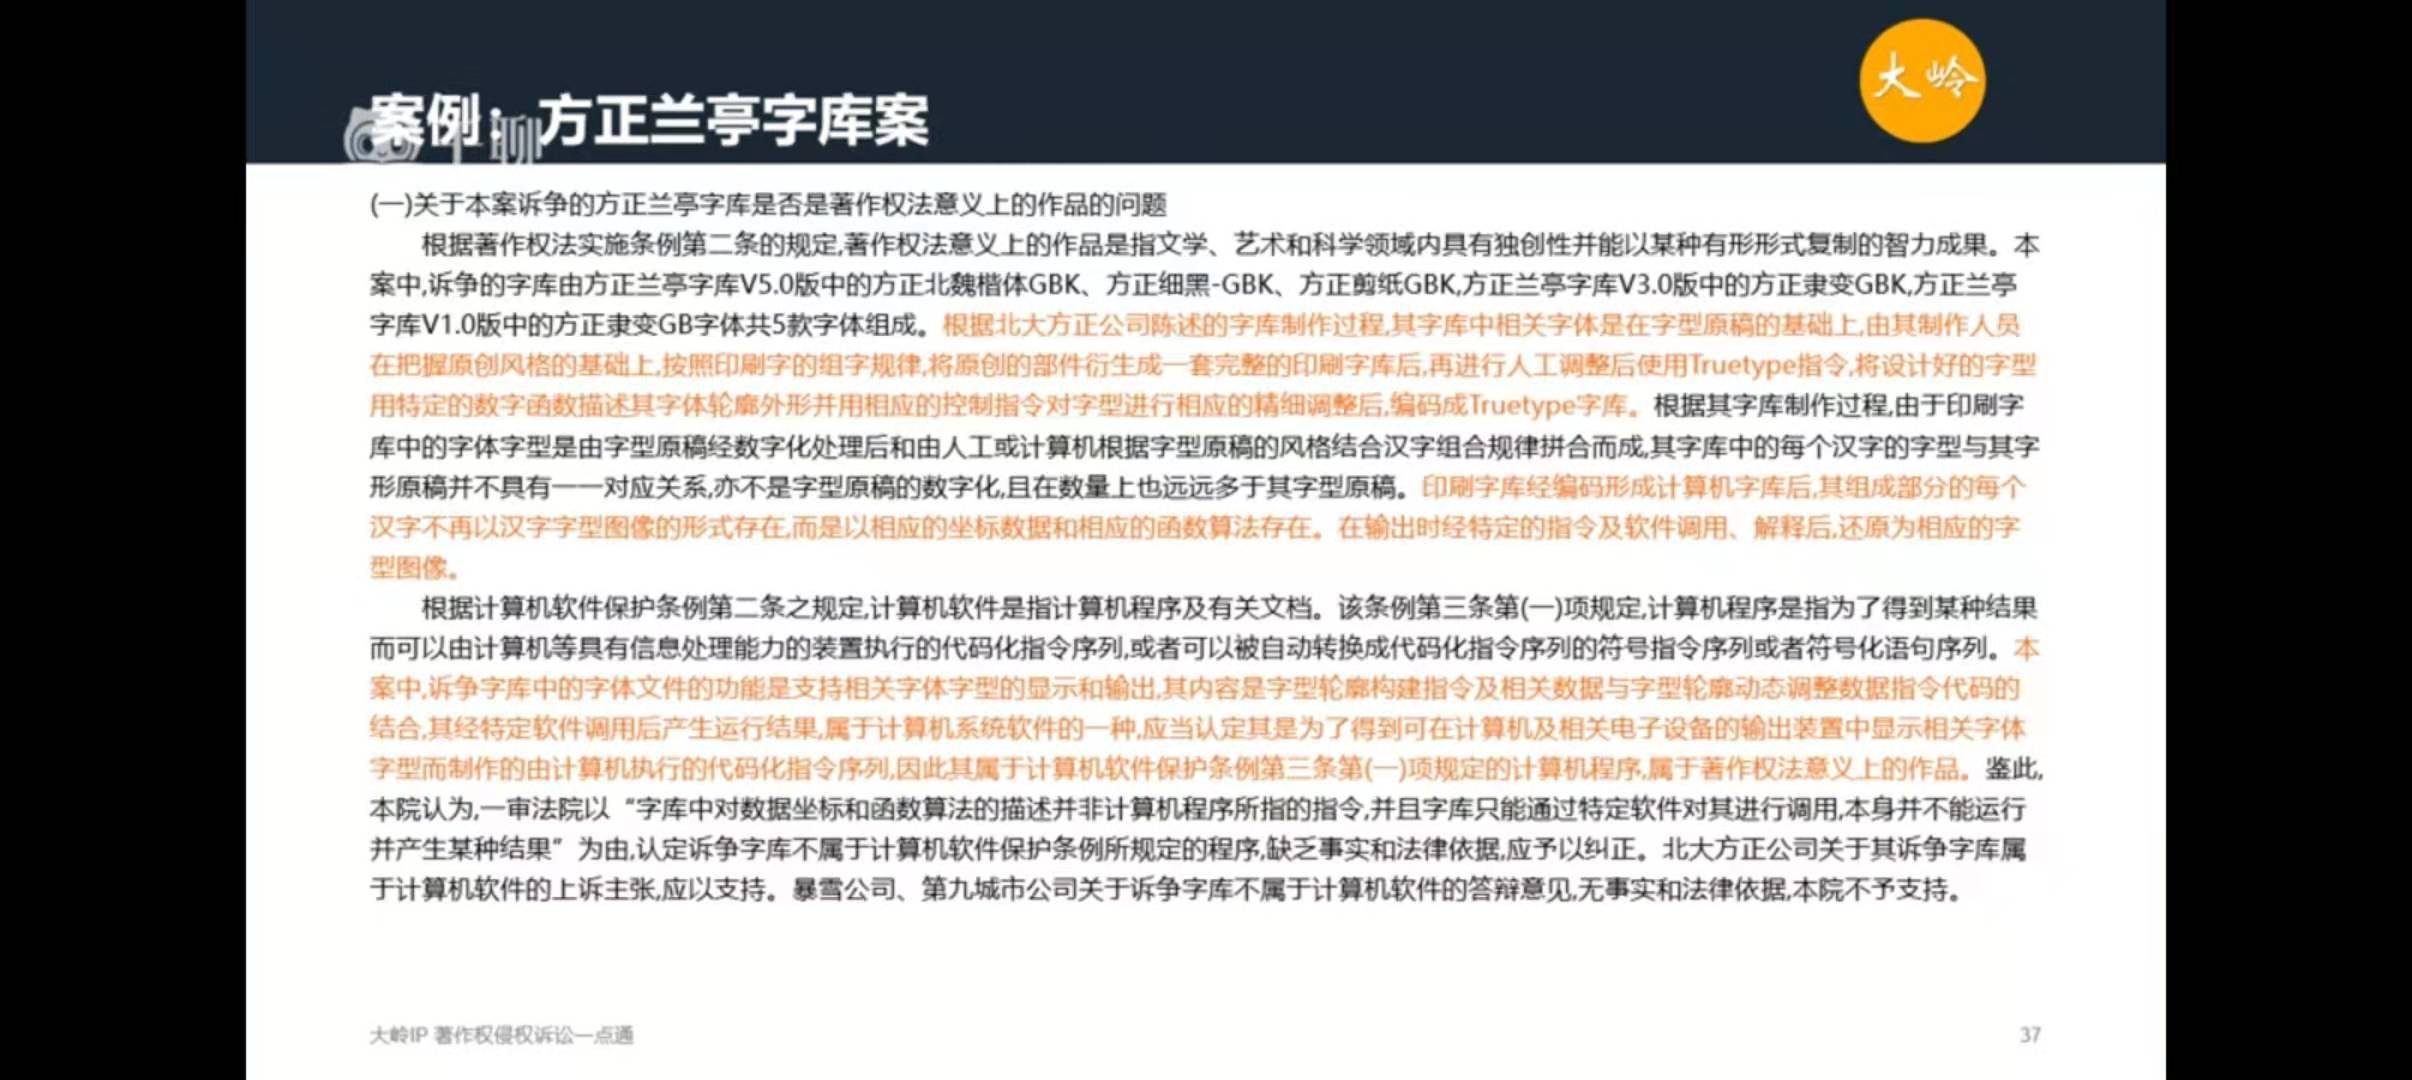 大岭
案例：方正兰亭字库案
千聊
(一)关于本案诉争的方正兰亭字库是否是著作权法意义上的作品的问题
根据著作权法实施条例第二条的规定,著作权法意义上的作品是指文学、艺术和科学领域内具有独创性并能以某种有形形式复制的智力成果。本
案中,诉争的字库由方正兰亭字库V5.0版中的方正北魏楷体GBK、方正细黑-GBK、方正剪纸GBK,方正兰亭字库V3.0版中的方正隶变GBK,方正兰亭
字库V1.0版中的方正隶变GB字体共5款字体组成。根据北大方正公司陈述的字库制作过程,其字库中相关字体是在字型原稿的基础上,由其制作人员
在把握原创风格的基础上,按照印刷字的组字规律,将原创的部件衍生成一套完整的印刷字库后,再进行人工调整后使用Truetype指令,将设计好的字型
用特定的数字函数描述其字体轮廓外形并用相应的控制指令对字型进行相应的精细调整后,编码成Truetype字库。根据其字库制作过程,由于印刷字
库中的字体字型是由字型原稿经数字化处理后和由人工或计算机根据字型原稿的风格结合汉字组合规律拼合而成,其字库中的每个汉字的字型与其字
形原稿并不具有一一对应关系,亦不是字型原稿的数字化,且在数量上也远远多于其字型原稿。印刷字库经编码形成计算机字库后,其组成部分的每个
汉字不再以汉字字型图像的形式存在,而是以相应的坐标数据和相应的函数算法存在。在输出时经特定的指令及软件调用、解释后,还原为相应的字
型图像。
根据计算机软件保护条例第二条之规定,计算机软件是指计算机程序及有关文档。该条例第三条第(一)项规定,计算机程序是指为了得到某种结果
而可以由计算机等具有信息处理能力的装置执行的代码化指令序列,或者可以被自动转换成代码化指令序列的符号指令序列或者符号化语句序列。本
案中,诉争字库中的字体文件的功能是支持相关字体字型的显示和输出,其内容是字型轮廓构建指令及相关数据与字型轮廓动态调整数据指令代码的
结合,其经特定软件调用后产生运行结果,属于计算机系统软件的一种,应当认定其是为了得到可在计算机及相关电子设备的输出装置中显示相关字体
字型而制作的由计算机执行的代码化指令序列,因此其属于计算机软件保护条例第三条第(一)项规定的计算机程序,属于著作权法意义上的作品。鉴此,
本院认为,一审法院以“字库中对数据坐标和函数算法的描述并非计算机程序所指的指令,并且字库只能通过特定软件对其进行调用,本身并不能运行
并产生某种结果”为由,认定诉争字库不属于计算机软件保护条例所规定的程序,缺乏事实和法律依据,应予以纠正。北大方正公司关于其诉争字库属
于计算机软件的上诉主张,应以支持。暴雪公司、第九城市公司关于诉争字库不属于计算机软件的答辩意见,无事实和法律依据,本院不予支持。
大岭IP 著作权侵权诉讼一点通
37